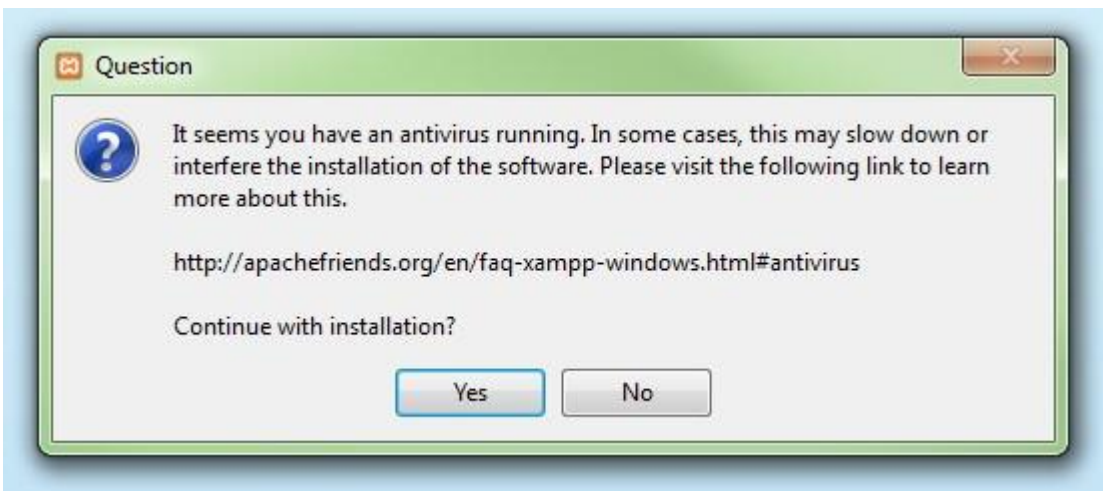 Question
It seems you have an antivirus running. In some cases, this may slow down or
interfere the installation of the software. Please visit the following link to learn
more about this.
http://apachefriends.org/en/faq-xampp-windows.html#antivirus
Continue with installation?
Yes No